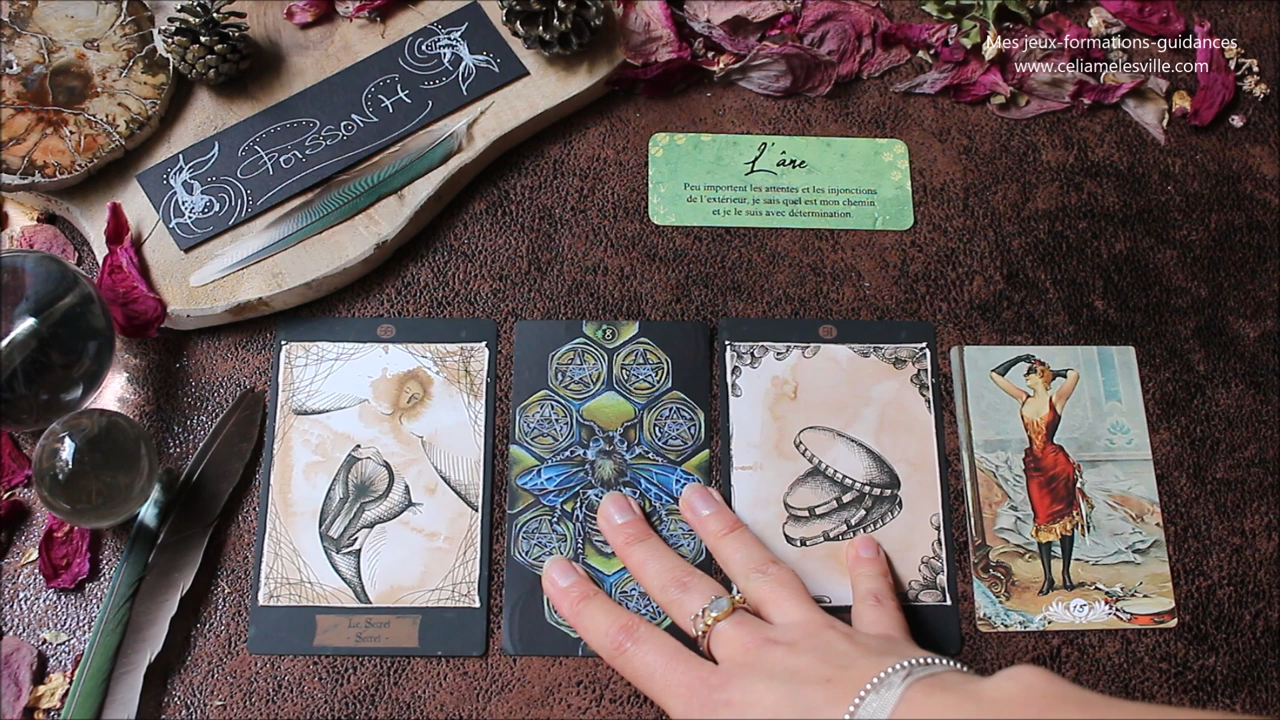 Mes jeux-formations-guidances
www.celiamelesville.com
POISSON H
L'âne
Peu importent les attentes et les injonctions
de l'extérieur, je sais quel est mon chemin
et je le suis avec détermination.
8
Le Secret
- Secret -
15